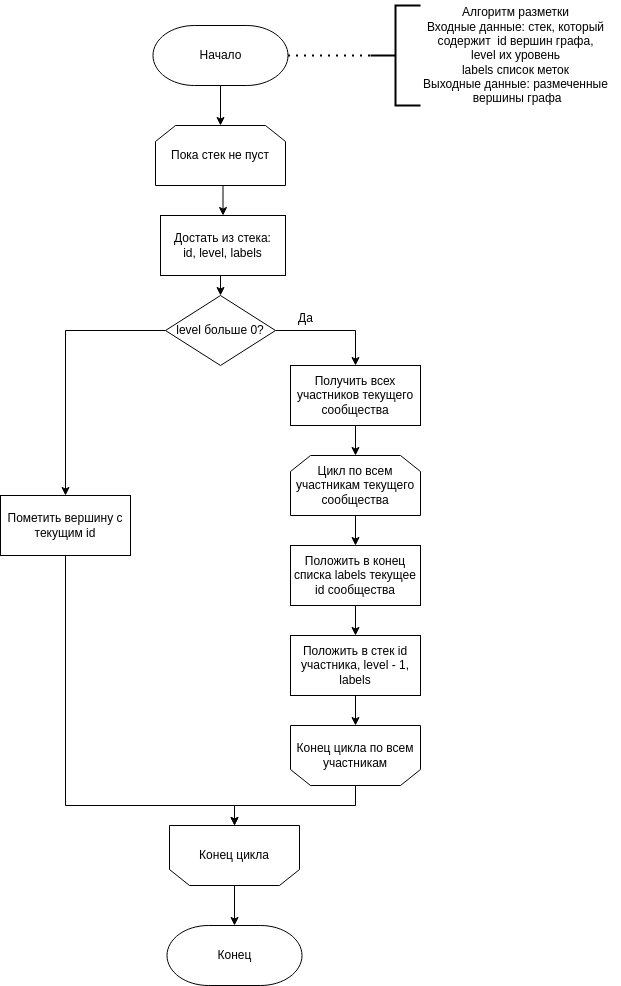 Алгоритм разметки
Входные данные: стек, который
содержит id вершин графа,
level их уровень
labels список меток
Выходные данные: размеченные
вершины графа
Начало
Пока стек не пуст
Достать из стека:
id, level, labels
level больше 0?
Да
Получить всех
участников текущего
сообщества
Цикл по всем
участникам текущего
сообщества
Пометить вершину с
текущим id
Положить в конец
списка labels текущее
id сообщества
Положить в стек id
участника, level - 1,
labels
Конец цикла по всем
участникам
Конец цикла
Конец